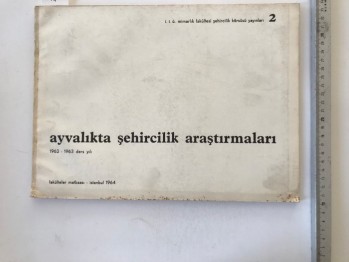 i. t. ü. mimarlık fakültesi şehircilik kürsüsü yayınları 2
ayvalıkta şehircilik araştırmaları
1962 - 1963 ders yılı
fakülteler matbaası - istanbul 1964